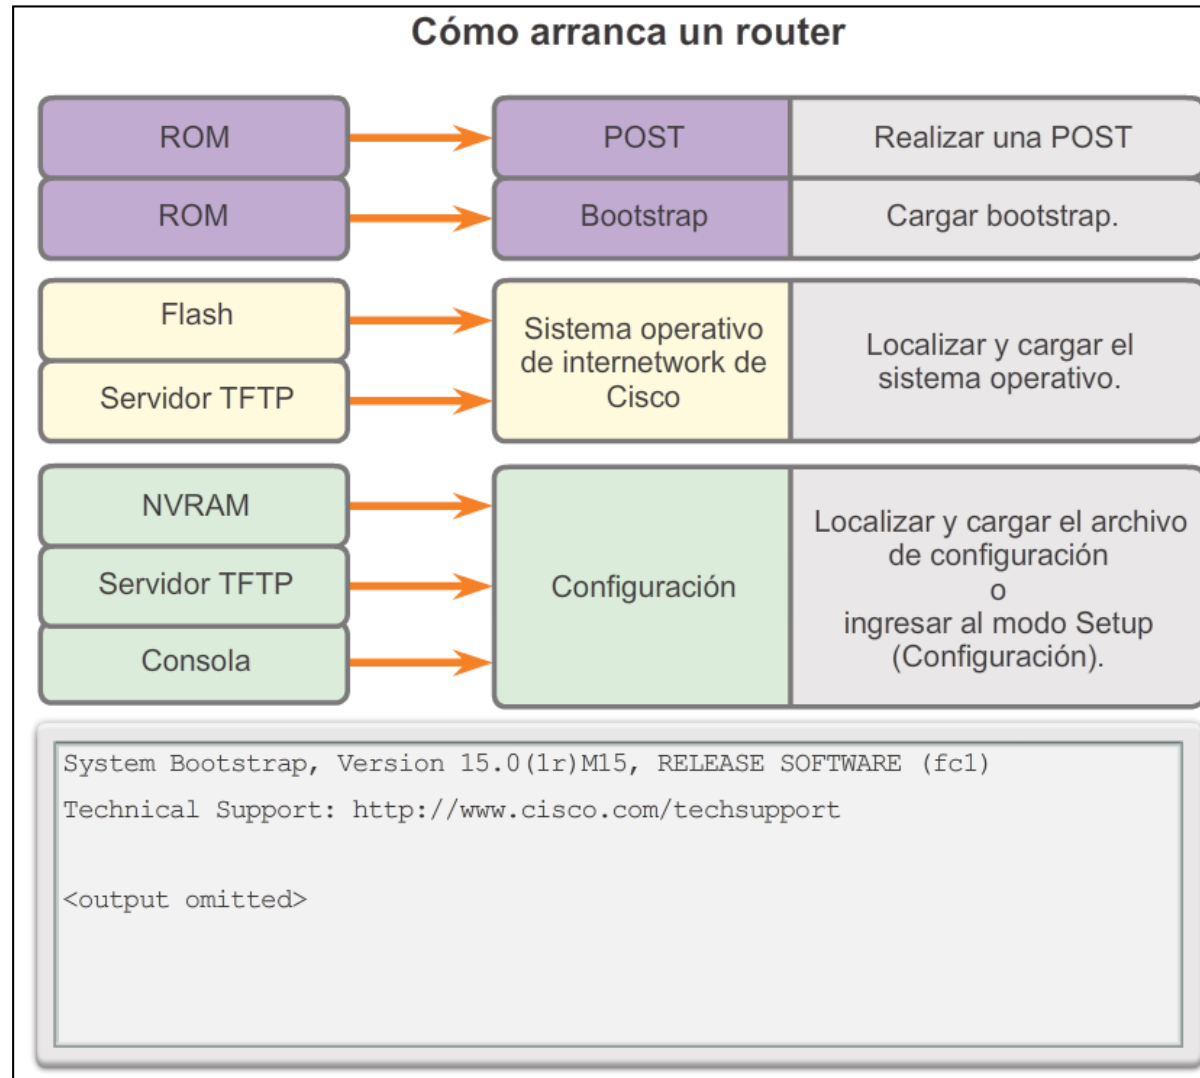 Cómo arranca un router
ROM
POST
Realizar una POST
ROM
Bootstrap
Cargar bootstrap.
Flash
Servidor TFTP
Sistema operativo
de internetwork de
Cisco
Localizar y cargar el
sistema operativo.
NVRAM
Servidor TFTP
Consola
Configuración
Localizar y cargar el archivo
de configuración
o
ingresar al modo Setup
(Configuración).
System Bootstrap, Version 15.0(1r)M15, RELEASE SOFTWARE (fc1)
Technical Support: http://www.cisco.com/techsupport
<output omitted>